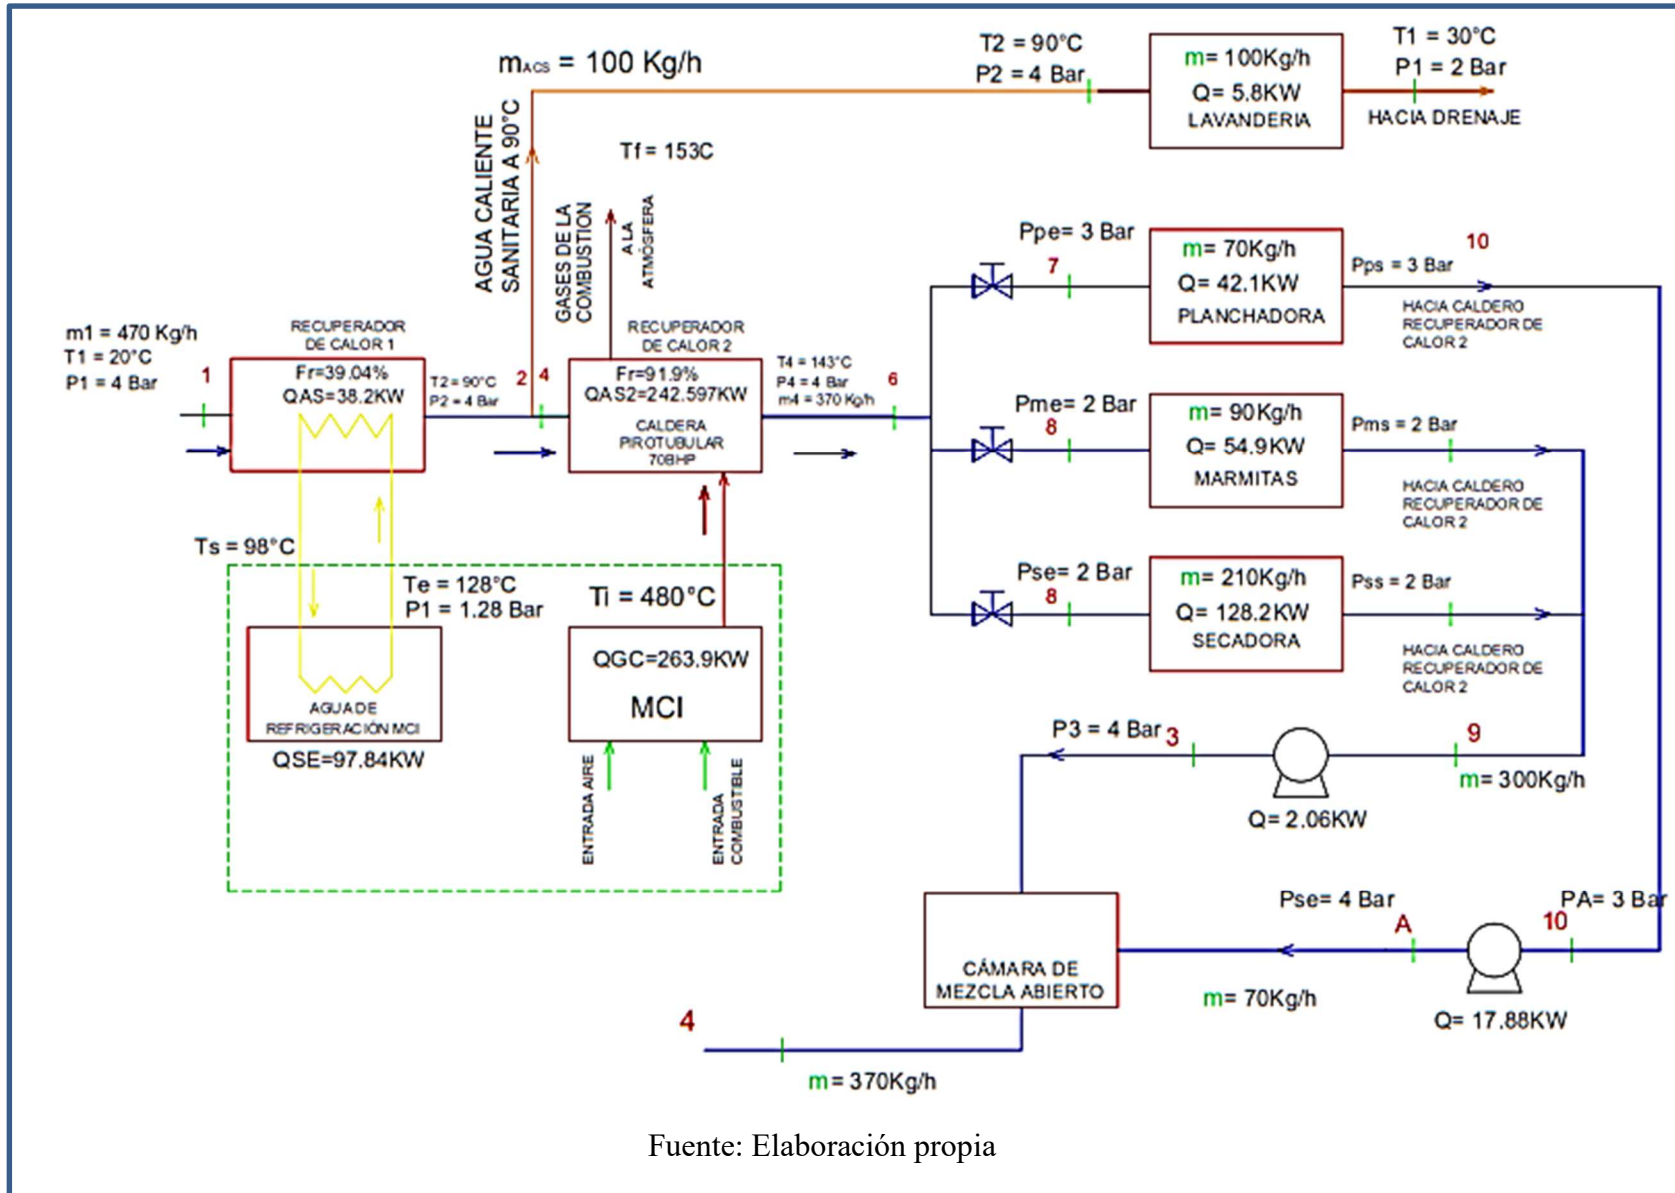 mACS = 100 Kg/h
T2 = 90°C
P2 = 4 Bar
m= 100Kg/h
Q= 5.8KW
LAVANDERIA
T1 = 30°C
P1 = 2 Bar
HACIA DRENAJE
AGUA CALIENTE
SANITARIA A 90°C
Tf = 153C
GASES DE LA
COMBUSTION
A LA
ATMÓSFERA
m1 = 470 Kg/h
T1 = 20°C
P1 = 4 Bar
1
RECUPERADOR
DE CALOR 1
Fr=39.04%
QAS=38.2KW
T2 = 90°C
P2 = 4 Bar
2
4
RECUPERADOR
DE CALOR 2
Fr=91.9%
QAS2=242.597KW
CALDERA
PIROTUBULAR
70BHP
T4 = 143°C
P4 = 4 Bar
m4 = 370 Kg/h
6
Ppe= 3 Bar
7
m= 70Kg/h
Q= 42.1KW
PLANCHADORA
Pps = 3 Bar
10
HACIA CALDERO
RECUPERADOR DE
CALOR 2
Pme= 2 Bar
8
m= 90Kg/h
Q= 54.9KW
MARMITAS
Pms = 2 Bar
HACIA CALDERO
RECUPERADOR DE
CALOR 2
Pse= 2 Bar
8
m= 210Kg/h
Q= 128.2KW
SECADORA
Pss = 2 Bar
HACIA CALDERO
RECUPERADOR DE
CALOR 2
Ts = 98°C
Te = 128°C
P1 = 1.28 Bar
Ti = 480°C
AGUA DE
REFRIGERACIÓN MCI
QSE=97.84KW
QGC=263.9KW
MCI
ENTRADA AIRE
ENTRADA
COMBUSTIBLE
P3 = 4 Bar
3
9
m= 300Kg/h
Q= 2.06KW
CÁMARA DE
MEZCLA ABIERTO
Pse= 4 Bar
A
PA= 3 Bar
10
m= 70Kg/h
Q= 17.88KW
4
m= 370Kg/h
Fuente: Elaboración propia